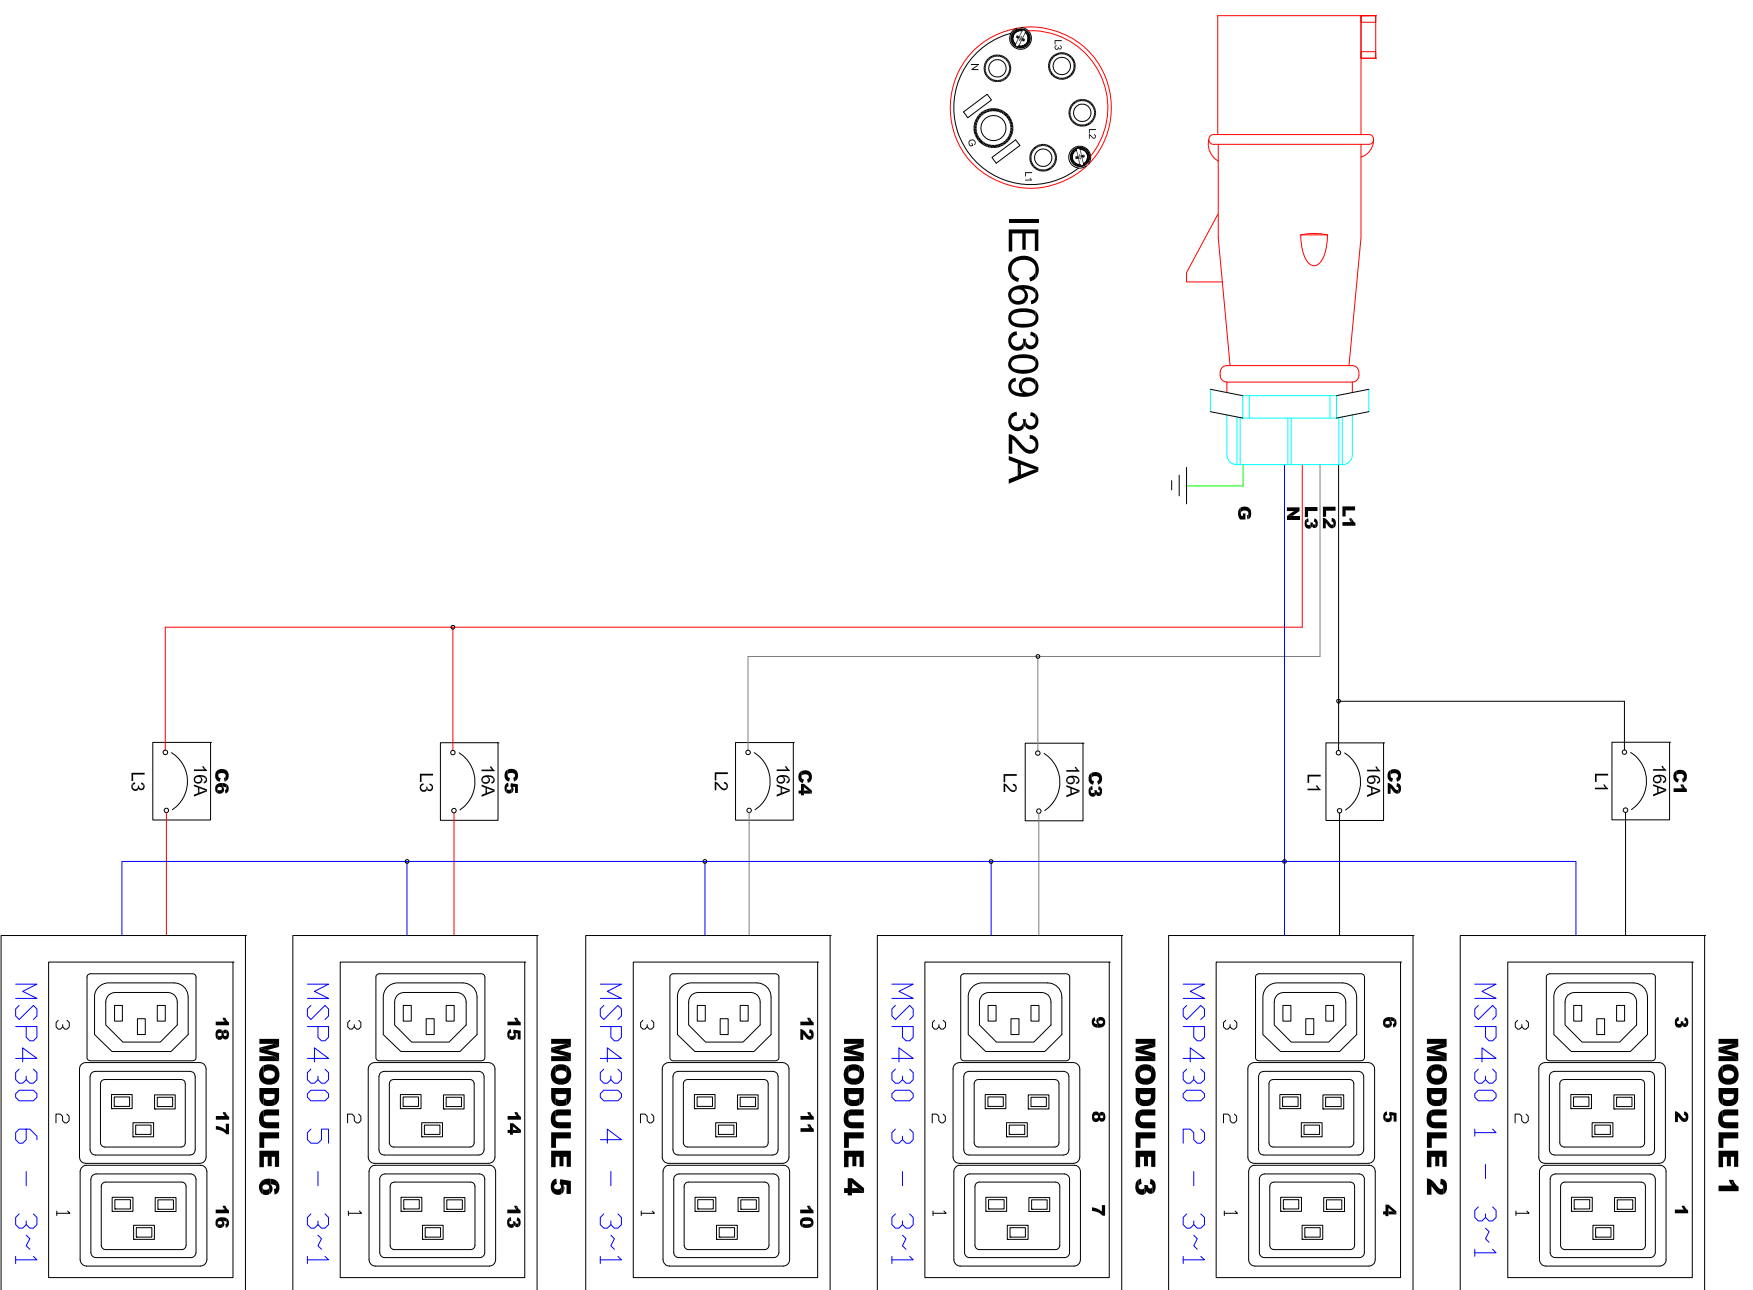 L3
N
L2
G
L1
IEC60309 32A
L1
L2
L3
N
G
C1
16A
L1
C2
16A
L1
C3
16A
L2
C4
16A
L2
C5
16A
L3
C6
16A
L3
MODULE 1
3 2 1
3 2 1
MSP430 1 - 3~1
MODULE 2
6 5 4
3 2 1
MSP430 2 - 3~1
MODULE 3
9 8 7
3 2 1
MSP430 3 - 3~1
MODULE 4
12 11 10
3 2 1
MSP430 4 - 3~1
MODULE 5
15 14 13
3 2 1
MSP430 5 - 3~1
MODULE 6
18 17 16
3 2 1
MSP430 6 - 3~1